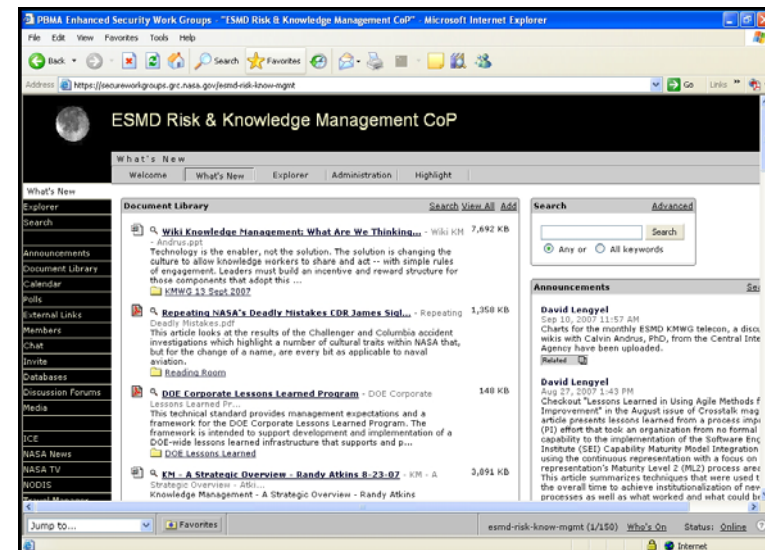 PBMA Enhanced Security Work Groups - "ESMD Risk & Knowledge Management CoP" - Microsoft Internet Explorer
File Edit View Favorites Tools Help
Back Search Favorites
Address https://secureworkgroups.grc.nasa.gov/esmd-risk-know-mgmt Go Links »
ESMD Risk & Knowledge Management CoP
What's New
Welcome What's New Explorer Administration Highlight
What's New
Explorer
Search
Announcements
Document Library
Calendar
Polls
External Links
Members
Chat
Invite
Databases
Discussion Forums
Media
ICE
NASA News
NASA TV
NODIS
Document Library Search View All Add
Wiki Knowledge Management: What Are We Thinking... - Wiki KM 7,692 KB
- Andrus.ppt
Technology is the enabler, not the solution. The solution is changing the
culture to allow knowledge workers to share and act -- with simple rules
of engagement. Leaders must build an incentive and reward structure for
those components that adopt this ...
KMWG 13 Sept 2007
Repeating NASA's Deadly Mistakes CDR James Sigl... - Repeating 1,358 KB
Deadly Mistakes.pdf
This article looks at the results of the Challenger and Columbia accident
investigations which highlight a number of cultural traits within NASA that,
but for the change of a name, are every bit as applicable to naval
aviation.
Reading Room
DOE Corporate Lessons Learned Program - DOE Corporate 148 KB
Lessons Learned Pr...
This technical standard provides management expectations and a
framework for the DOE Corporate Lessons Learned Program. The
framework is intended to support development and implementation of a
DOE-wide lessons learned infrastructure that supports and p...
DOE Lessons Learned
KM - A Strategic Overview - Randy Atkins 8-23-07 - KM - A 3,091 KB
Strategic Overview - Atki...
Knowledge Management - A Strategic Overview - Randy Atkins
Search Advanced
Search
Any or All keywords
Announcements
David Lengyel
Sep 10, 2007 11:57 AM
Charts for the monthly ESMD KMWG telecon, a discu
wikis with Calvin Andrus, PhD, from the Central Inte
Agency have been uploaded.
Related
David Lengyel
Aug 27, 2007 1:43 PM
Checkout "Lessons Learned in Using Agile Methods f
Improvement" in the August issue of Crosstalk mag
article presents lessons learned from a process impr
(PI) effort that took an organization from no formal
capability to the implementation of the Software Eng
Institute (SEI) Capability Maturity Model Integration
using the continuous representation with a focus on
representation's Maturity Level 2 (ML2) process area
This article summarizes techniques that were used t
the overall time to achieve institutionalization of new
processes as well as what worked and what could be
Jump to... Favorites esmd-risk-know-mgmt (1/150) Who's On Status: Online
Internet